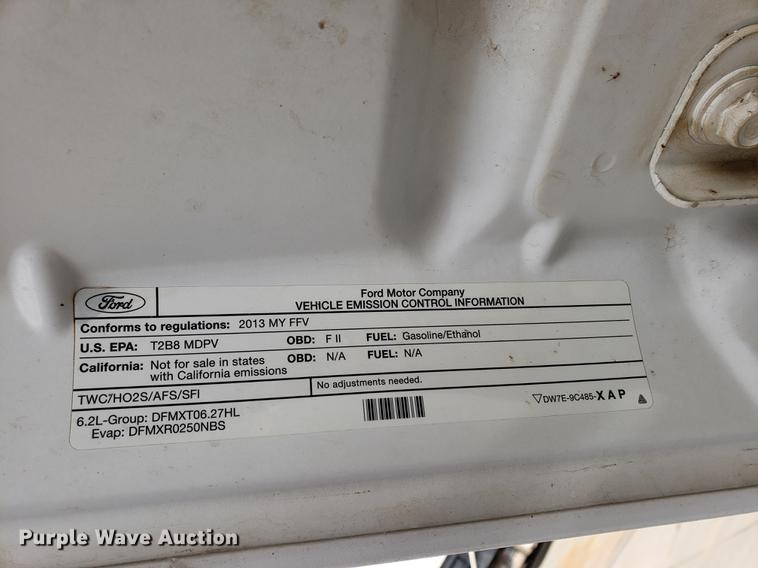 Ford
Ford Motor Company
VEHICLE EMISSION CONTROL INFORMATION
Conforms to regulations: 2013 MY FFV
U.S. EPA: T2B8 MDPV OBD: F II FUEL: Gasoline/Ethanol
California: Not for sale in states with California emissions OBD: N/A FUEL: N/A
TWC/HO2S/AFS/SFI
No adjustments needed.
6.2L-Group: DFMXT06.27HL
Evap: DFMXR0250NBS
DW7E-9C485-XAP
Purple Wave Auction